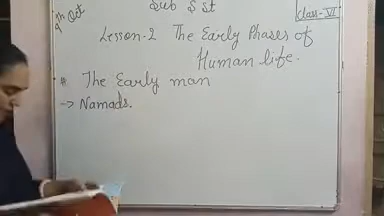 9th Oct
Sub S st
Class-VI
Lesson-2 The Early Phases of
Human life.
# The Early man
→ Namads.